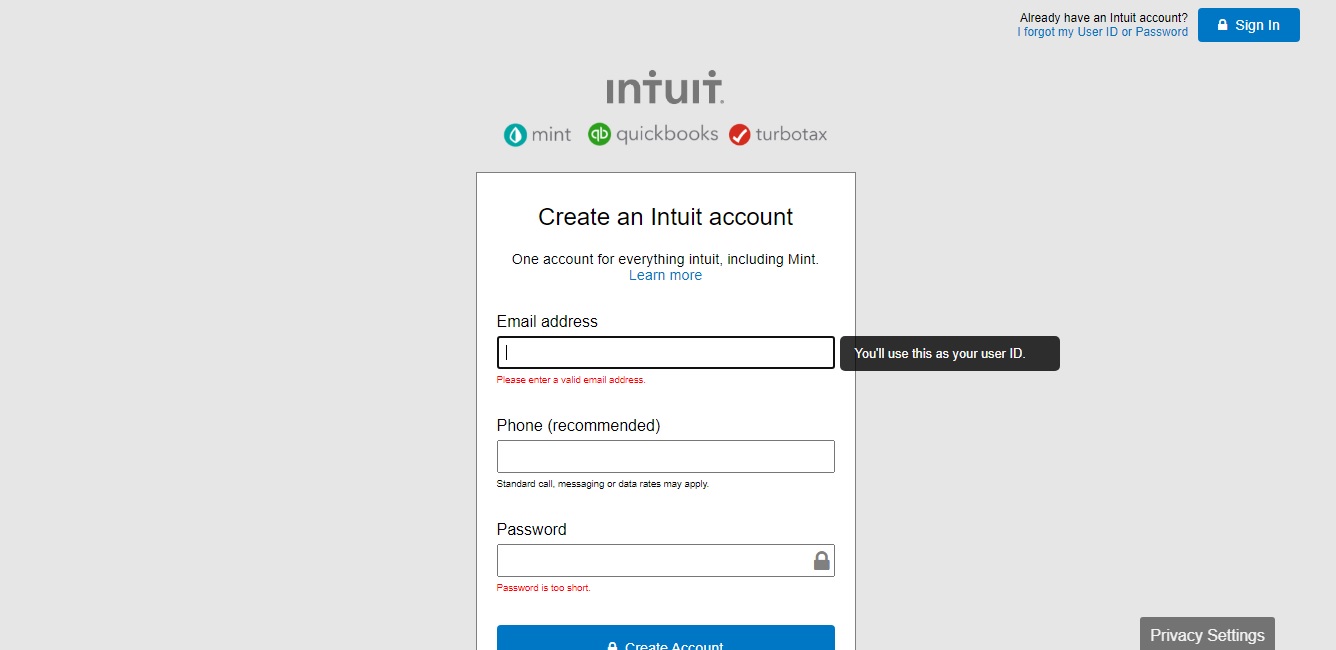 Already have an Intuit account?
I forgot my User ID or Password
Sign In
intuit.
mint
qb quickbooks
turbotax
Create an Intuit account
One account for everything intuit, including Mint.
Learn more
Email address
You'll use this as your user ID.
Please enter a valid email address.
Phone (recommended)
Standard call, messaging or data rates may apply.
Password
Password is too short.
Create Account
Privacy Settings